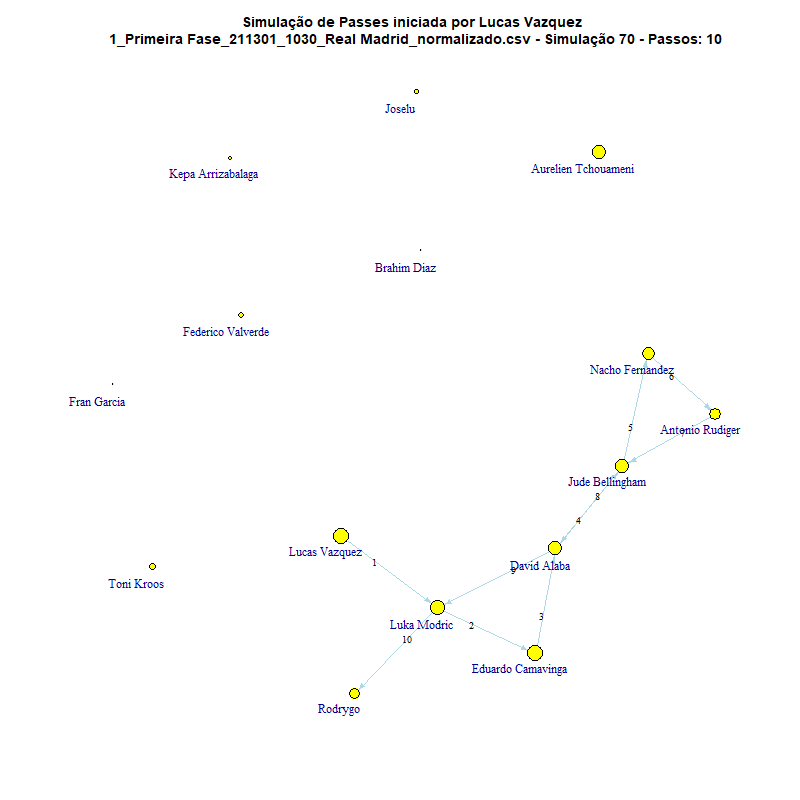 Simulação de Passes iniciada por Lucas Vazquez
1_Primeira Fase_211301_1030_Real Madrid_normalizado.csv - Simulação 70 - Passos: 10
Joselu
Kepa Arrizabalaga
Aurelien Tchouameni
Brahim Diaz
Federico Valverde
Nacho Fernandez
6
Fran Garcia
5
Antonio Rudiger
7
Jude Bellingham
8
4
Lucas Vazquez
1
David Alaba
9
Toni Kroos
3
Luka Modric
2
10
Eduardo Camavinga
Rodrygo